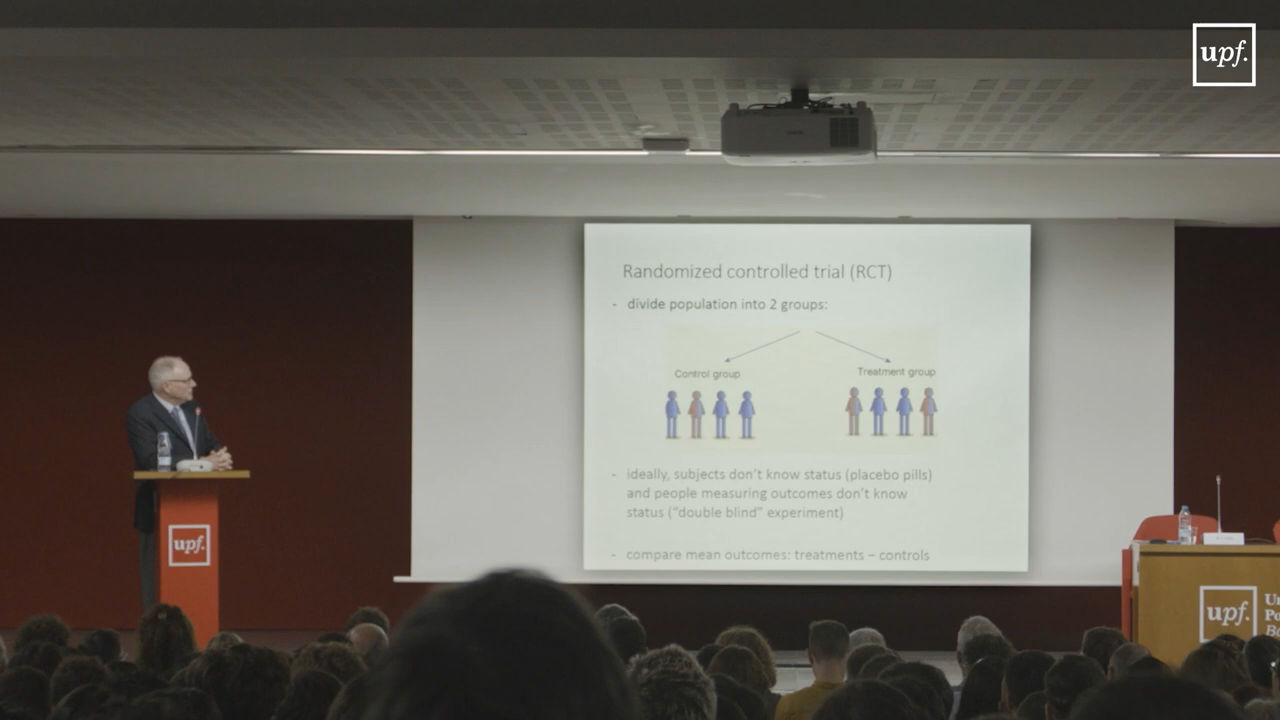 upf.
Randomized controlled trial (RCT)
- divide population into 2 groups:
Control group
Treatment group
- ideally, subjects don't know status (placebo pills)
and people measuring outcomes don't know
status ("double blind" experiment)
- compare mean outcomes: treatments – controls
upf.
upf.